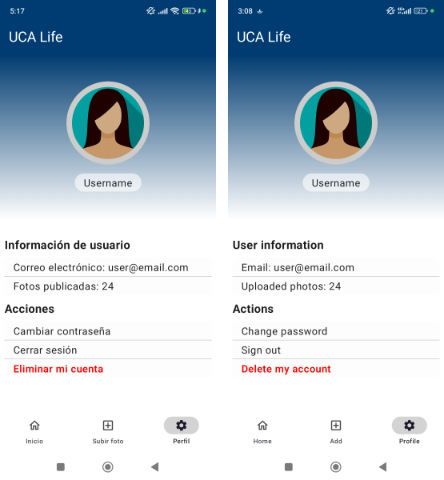 5:17
UCA Life
Username
Información de usuario
Correo electrónico: user@email.com
Fotos publicadas: 24
Acciones
Cambiar contraseña
Cerrar sesión
Eliminar mi cuenta
Inicio
Subir foto
Perfil
3:08
UCA Life
Username
User information
Email: user@email.com
Uploaded photos: 24
Actions
Change password
Sign out
Delete my account
Home
Add
Profile